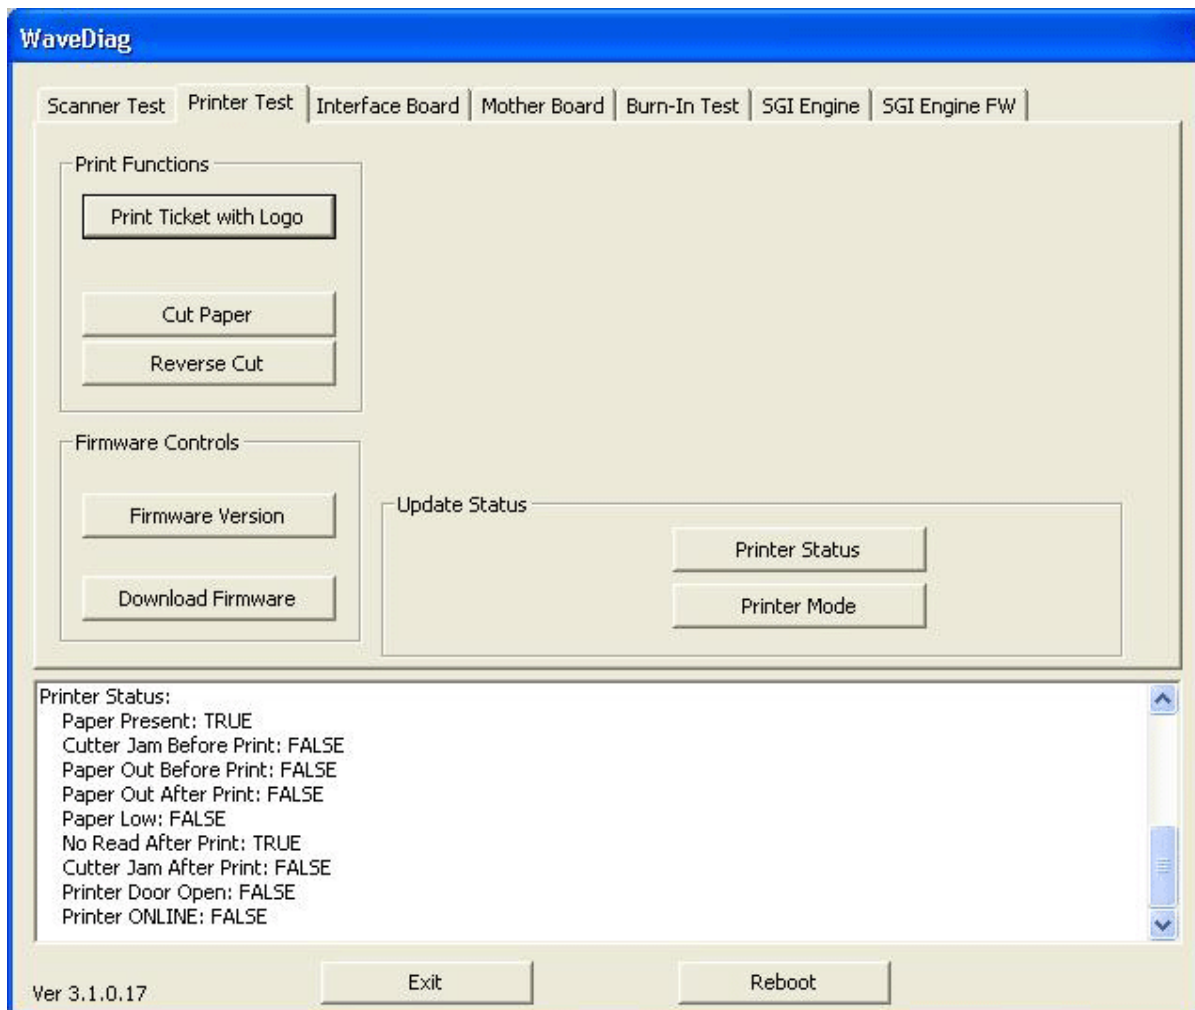 WaveDiag
Scanner Test Printer Test Interface Board Mother Board Burn-In Test SGI Engine SGI Engine FW
Print Functions
Print Ticket with Logo
Cut Paper
Reverse Cut
Firmware Controls
Firmware Version
Download Firmware
Update Status
Printer Status
Printer Mode
Printer Status:
Paper Present: TRUE
Cutter Jam Before Print: FALSE
Paper Out Before Print: FALSE
Paper Out After Print: FALSE
Paper Low: FALSE
No Read After Print: TRUE
Cutter Jam After Print: FALSE
Printer Door Open: FALSE
Printer ONLINE: FALSE
Ver 3.1.0.17 Exit Reboot